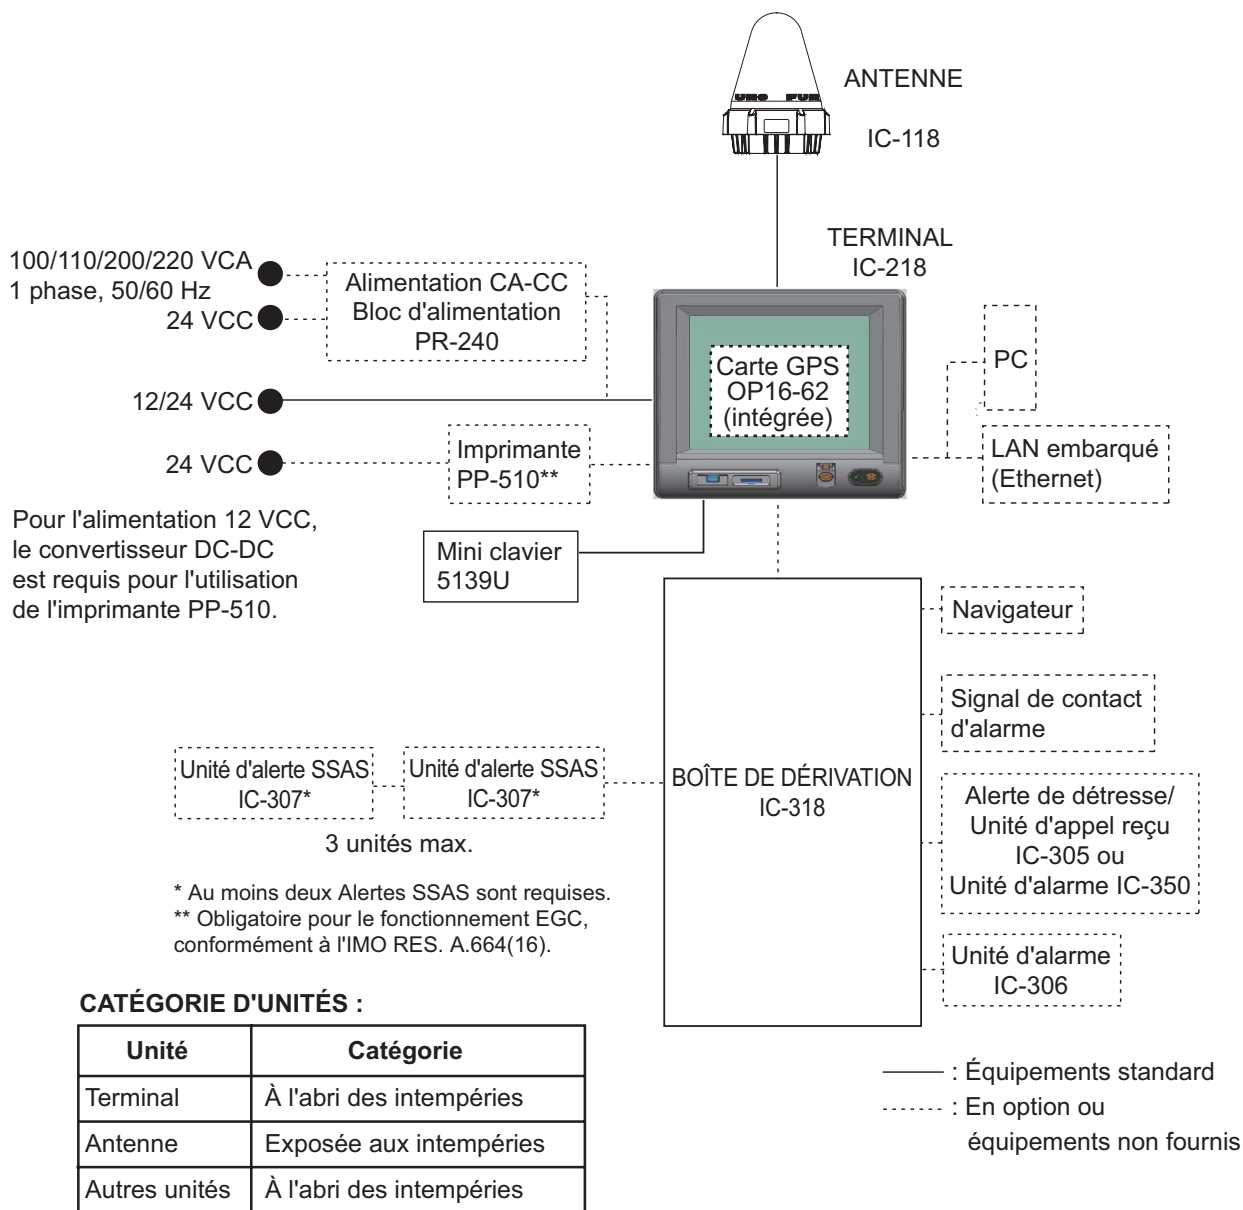 ANTENNE
IC-118
TERMINAL
IC-218
100/110/200/220 VCA
1 phase, 50/60 Hz
24 VCC
Alimentation CA-CC
Bloc d'alimentation
PR-240
12/24 VCC
24 VCC
Imprimante
PP-510**
Carte GPS
OP16-62
(intégrée)
PC
LAN embarqué
(Ethernet)
Pour l'alimentation 12 VCC,
le convertisseur DC-DC
est requis pour l'utilisation
de l'imprimante PP-510.
Mini clavier
5139U
Navigateur
Signal de contact
d'alarme
Unité d'alerte SSAS
IC-307*
Unité d'alerte SSAS
IC-307*
3 unités max.
BOÎTE DE DÉRIVATION
IC-318
Alerte de détresse/
Unité d'appel reçu
IC-305 ou
Unité d'alarme IC-350
* Au moins deux Alertes SSAS sont requises.
** Obligatoire pour le fonctionnement EGC,
conformément à l'IMO RES. A.664(16).
Unité d'alarme
IC-306
CATÉGORIE D'UNITÉS :
Unité Catégorie
Terminal À l'abri des intempéries
Antenne Exposée aux intempéries
Autres unités À l'abri des intempéries
: Équipements standard
: En option ou
équipements non fournis